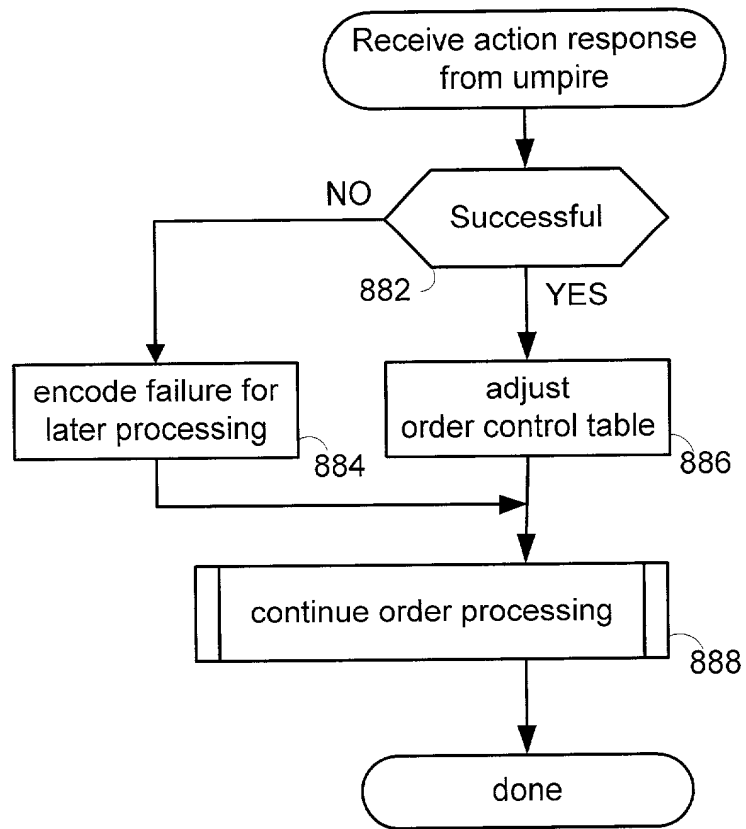 Receive action response
from umpire
NO
Successful
882
YES
encode failure for
later processing
884
adjust
order control table
886
continue order processing
888
done